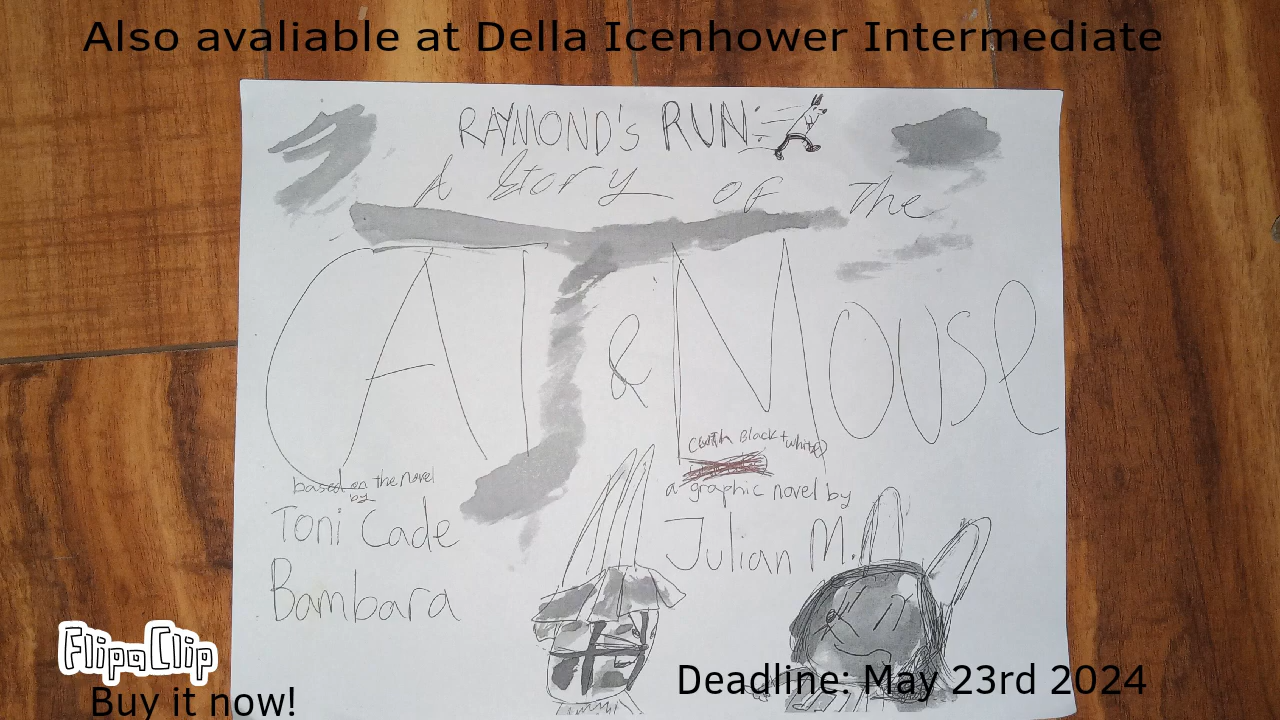 Also avaliable at Della Icenhower Intermediate
RAYMOND'S RUN:
A Story of The
CAT & MOUSE
(with Black & white)
based on the novel
by
Toni Cade
Bambara
a graphic novel by
Julian M.
FlipaClip
Buy it now!
Deadline: May 23rd 2024